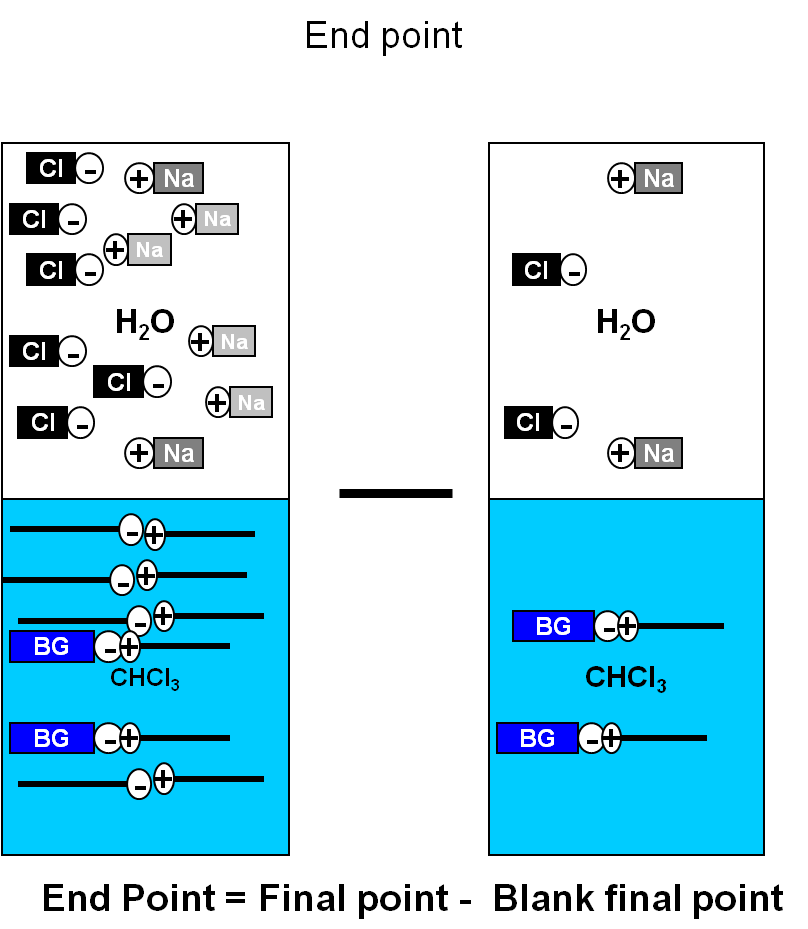 End point
Cl - + Na
Cl - + Na
+ Na
Cl -
H2O
+ Na
Cl -
Cl -
+ Na
Cl -
+ Na
- +
- +
- +
BG - +
CHCl3
BG - +
- +
+ Na
Cl -
H2O
Cl -
+ Na
BG - +
CHCl3
BG - +
End Point = Final point - Blank final point